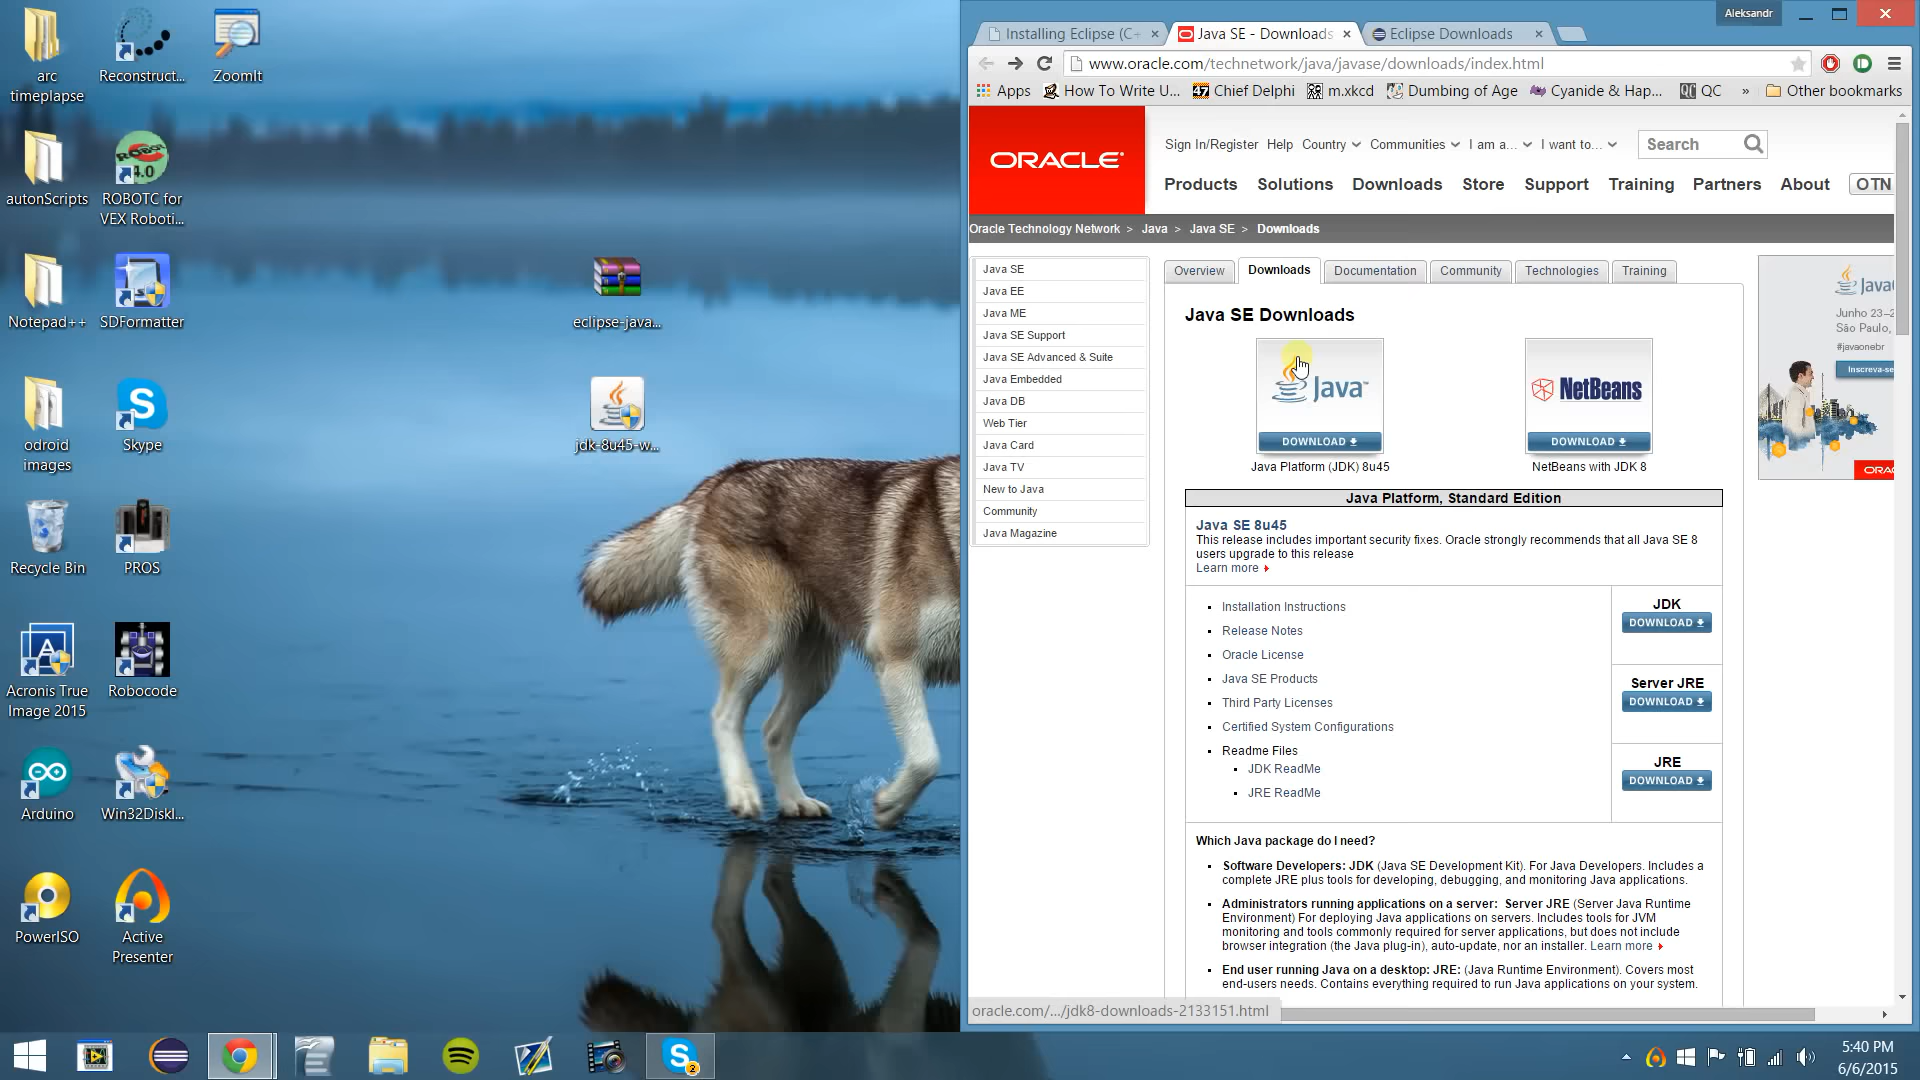 arc
timeplapse
Reconstruct...
ZoomIt
autonScripts
ROBOTC for
VEX Roboti...
Notepad++
SDFormatter
odroid
images
Skype
Recycle Bin
PROS
Acronis True
Image 2015
Robocode
Arduino
Win32DiskI...
PowerISO
Active
Presenter
eclipse-java...
jdk-8u45-w...
Aleksandr
Installing Eclipse (C+
Java SE - Downloads
Eclipse Downloads
www.oracle.com/technetwork/java/javase/downloads/index.html
Apps
How To Write U...
Chief Delphi
m.xkcd
Dumbing of Age
Cyanide & Hap...
QC
»
Other bookmarks
ORACLE
Sign In/Register Help Country Communities I am a... I want to... Search
Products Solutions Downloads Store Support Training Partners About OTN
Oracle Technology Network > Java > Java SE > Downloads
Java SE
Java EE
Java ME
Java SE Support
Java SE Advanced & Suite
Java Embedded
Java DB
Web Tier
Java Card
Java TV
New to Java
Community
Java Magazine
Overview Downloads Documentation Community Technologies Training
Java SE Downloads
Java
DOWNLOAD
Java Platform (JDK) 8u45
NetBeans
DOWNLOAD
NetBeans with JDK 8
Java Platform, Standard Edition
Java SE 8u45
This release includes important security fixes. Oracle strongly recommends that all Java SE 8
users upgrade to this release
Learn more
Installation Instructions
Release Notes
Oracle License
Java SE Products
Third Party Licenses
Certified System Configurations
Readme Files
JDK ReadMe
JRE ReadMe
JDK
DOWNLOAD
Server JRE
DOWNLOAD
JRE
DOWNLOAD
Which Java package do I need?
Software Developers: JDK (Java SE Development Kit). For Java Developers. Includes a
complete JRE plus tools for developing, debugging, and monitoring Java applications.
Administrators running applications on a server: Server JRE (Server Java Runtime
Environment) For deploying Java applications on servers. Includes tools for JVM
monitoring and tools commonly required for server applications, but does not include
browser integration (the Java plug-in), auto-update, nor an installer. Learn more
End user running Java on a desktop: JRE: (Java Runtime Environment). Covers most
end-users needs. Contains everything required to run Java applications on your system.
Java
Junho 23–2
São Paulo,
#javaonebr
Inscreva-se
ORA
oracle.com/.../jdk8-downloads-2133151.html
2
5:40 PM
6/6/2015